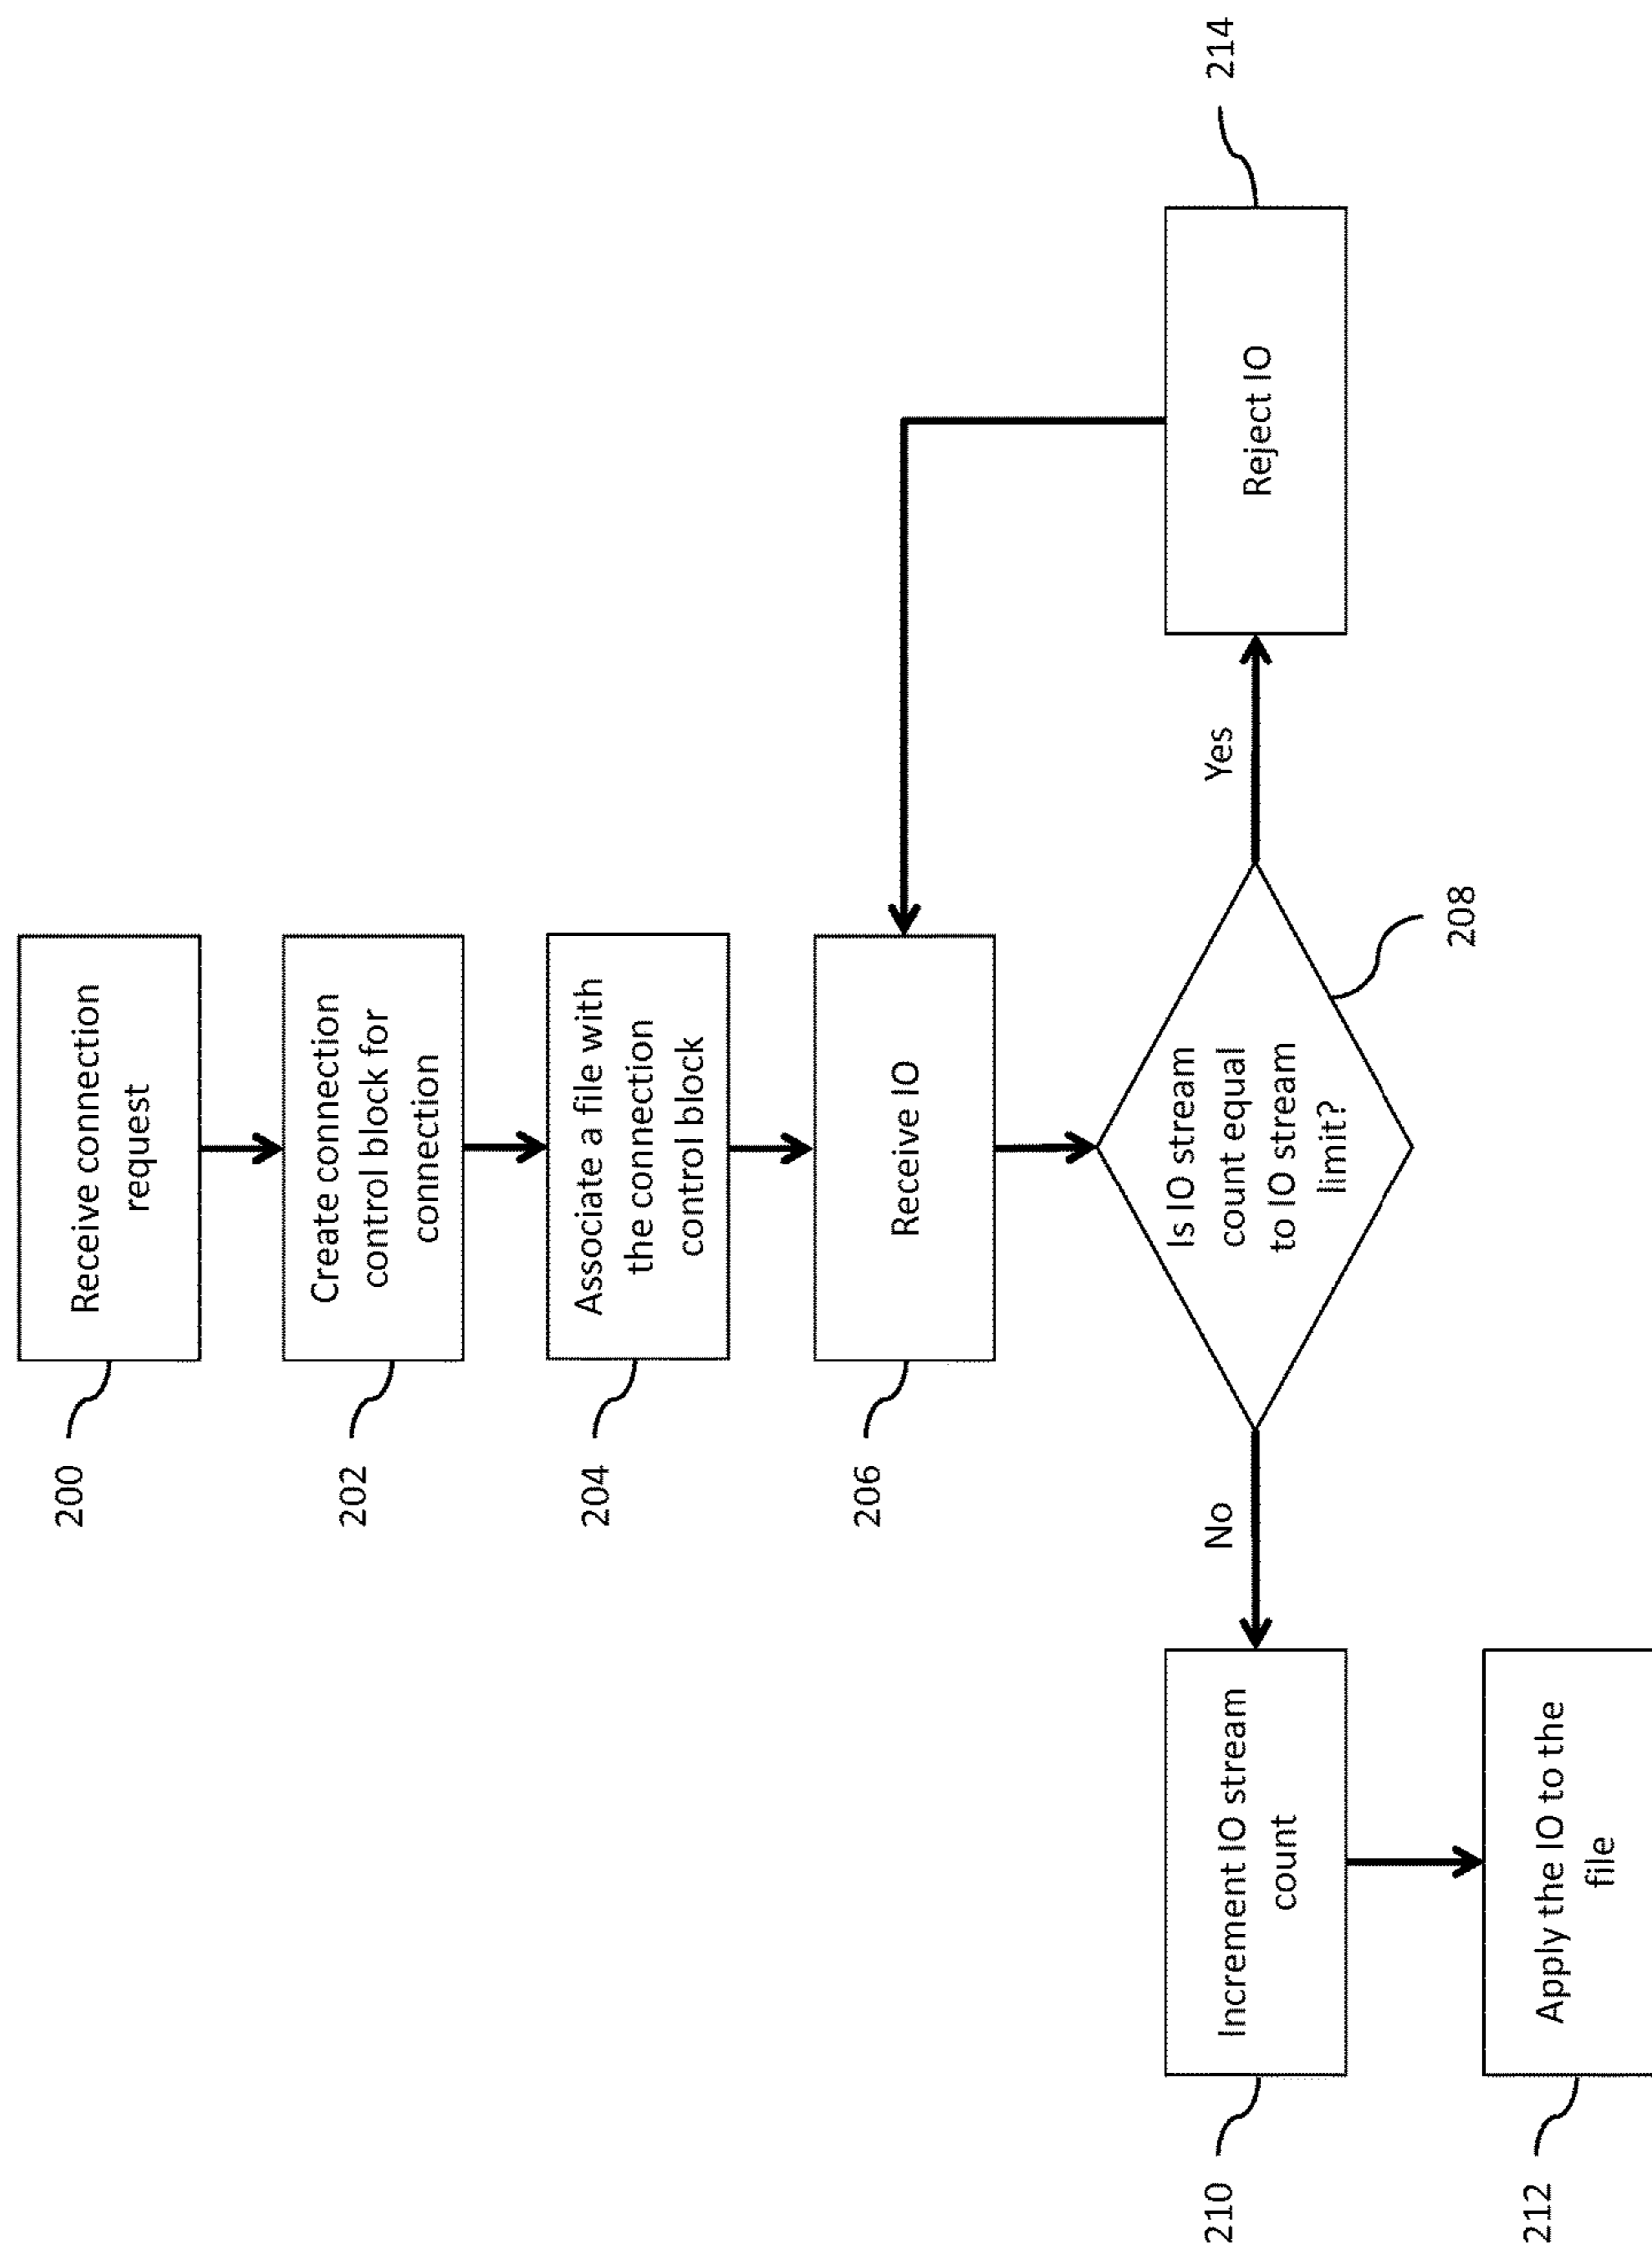 200
Receive connection
request
202
Create connection
control block for
connection
204
Associate a file with
the connection
control block
206
Receive IO
Is IO stream
count equal
to IO stream
limit?
208
No
Yes
210
Increment IO stream
count
Reject IO
214
212
Apply the IO to the
file